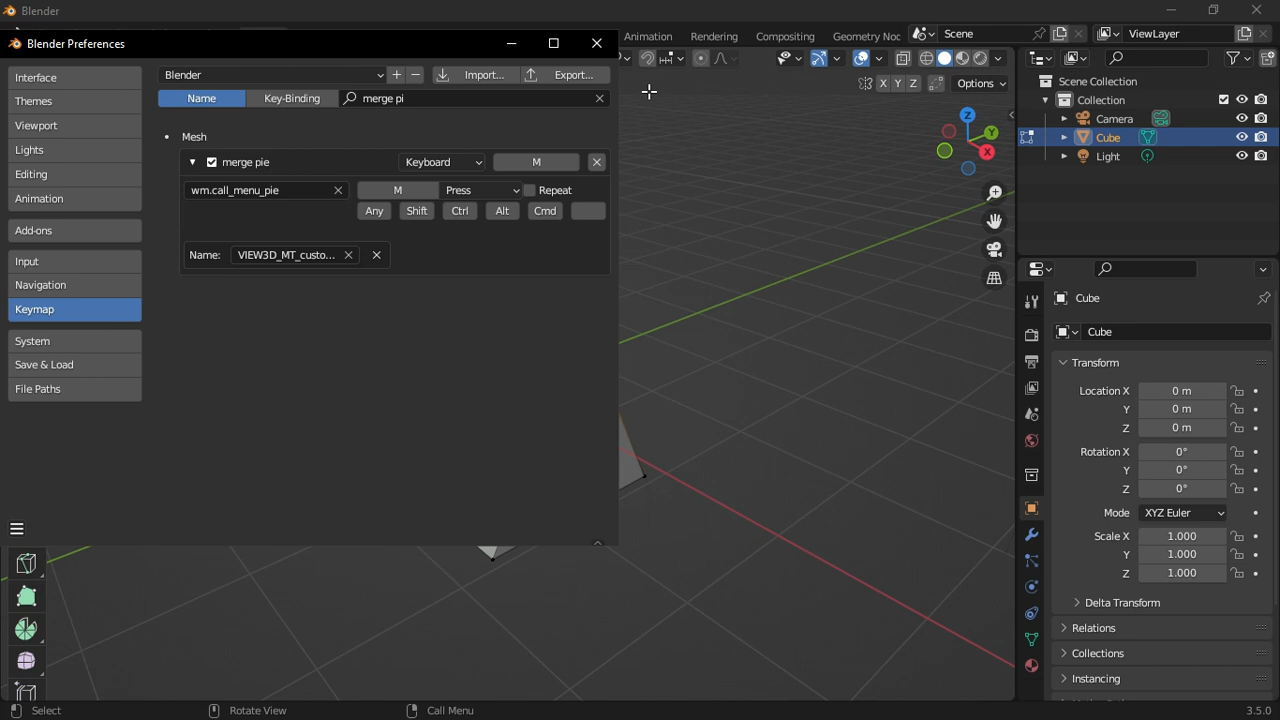 Blender
Blender Preferences
Animation
Rendering
Compositing
Geometry Noc
Scene
ViewLayer
Interface
Themes
Viewport
Lights
Editing
Animation
Add-ons
Input
Navigation
Keymap
System
Save & Load
File Paths
Blender
Import...
Export...
Name
Key-Binding
merge pi
Mesh
merge pie
Keyboard
M
wm.call_menu_pie
M
Press
Repeat
Any
Shift
Ctrl
Alt
Cmd
Name:
VIEW3D_MT_custo...
X Y Z
Options
Z
Y
X
Scene Collection
Collection
Camera
Cube
Light
Cube
Cube
Transform
Location X 0 m
Y 0 m
Z 0 m
Rotation X 0°
Y 0°
Z 0°
Mode XYZ Euler
Scale X 1.000
Y 1.000
Z 1.000
Delta Transform
Relations
Collections
Instancing
Select
Rotate View
Call Menu
3.5.0